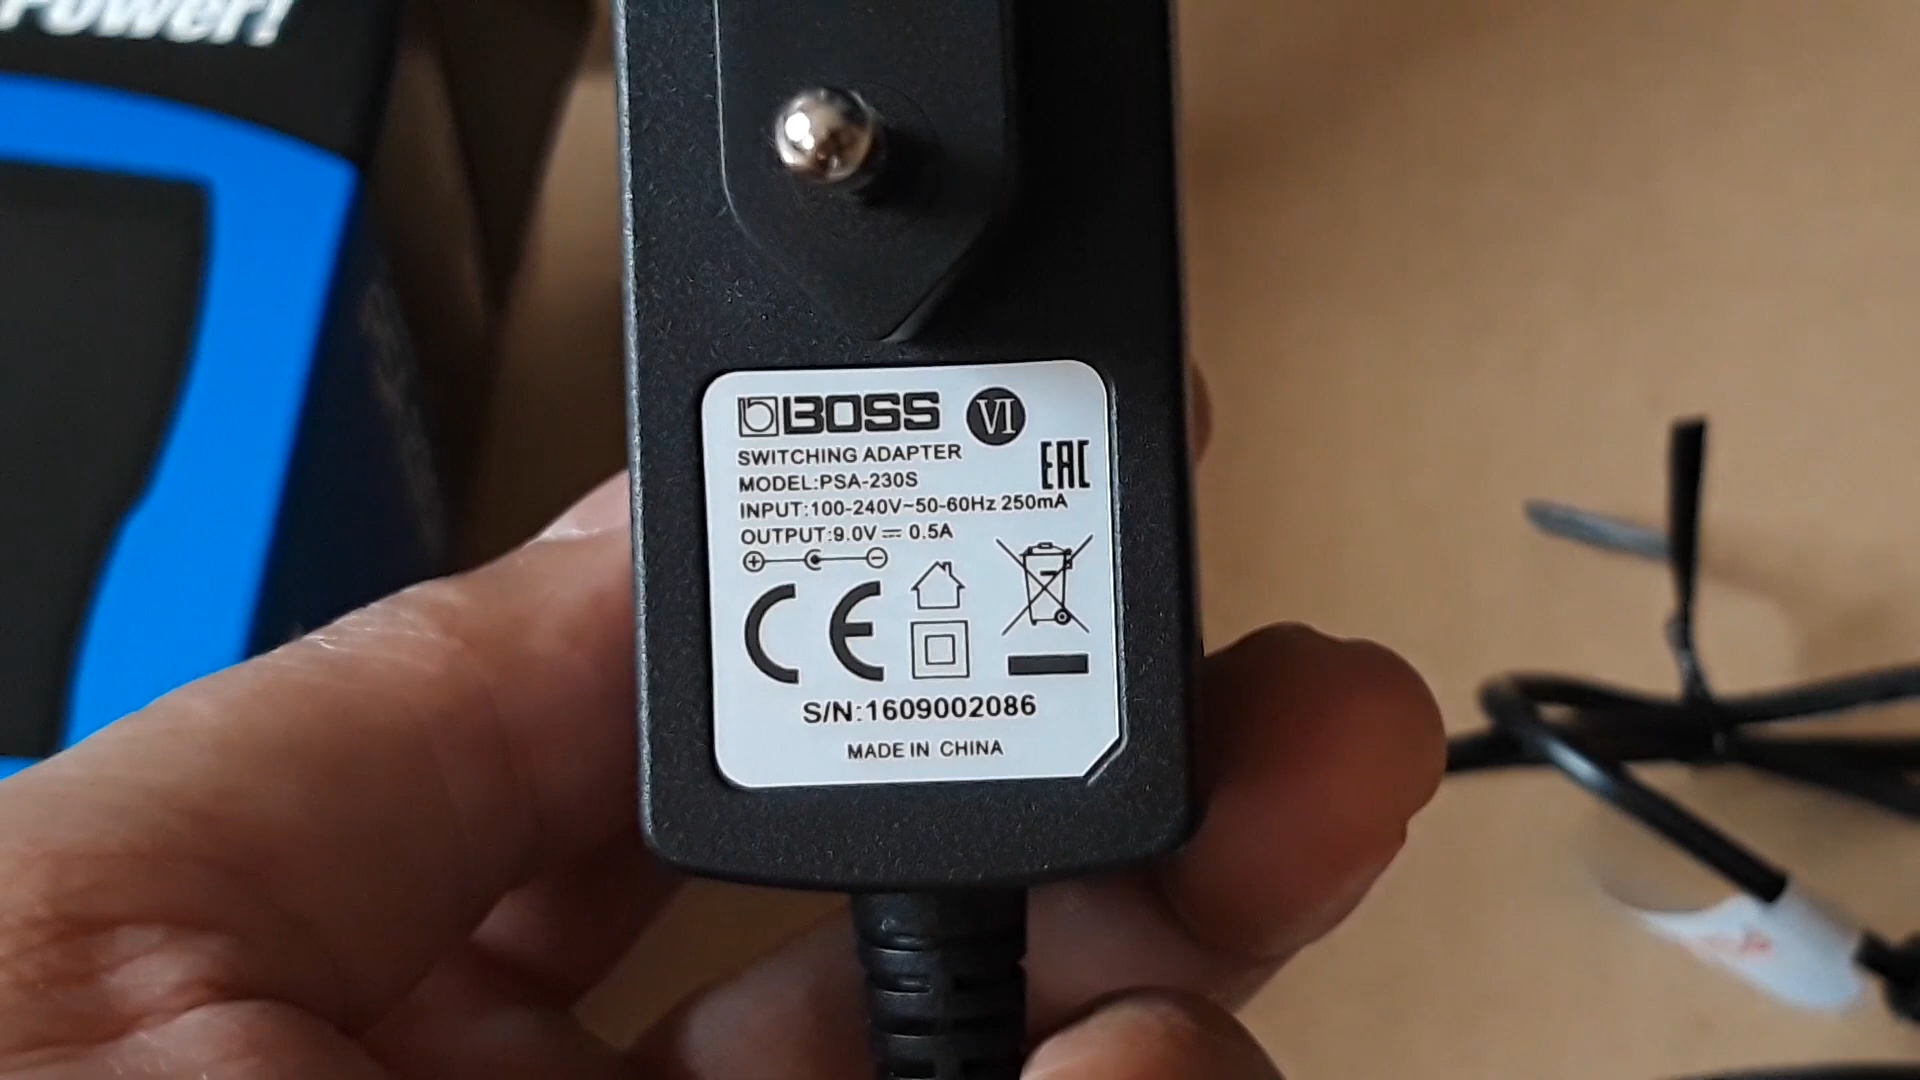 Power!
BOSS VI
SWITCHING ADAPTER
EAC
MODEL:PSA-230S
INPUT:100-240V~50-60Hz 250mA
OUTPUT:9.0V⎓0.5A
CE
S/N:1609002086
MADE IN CHINA